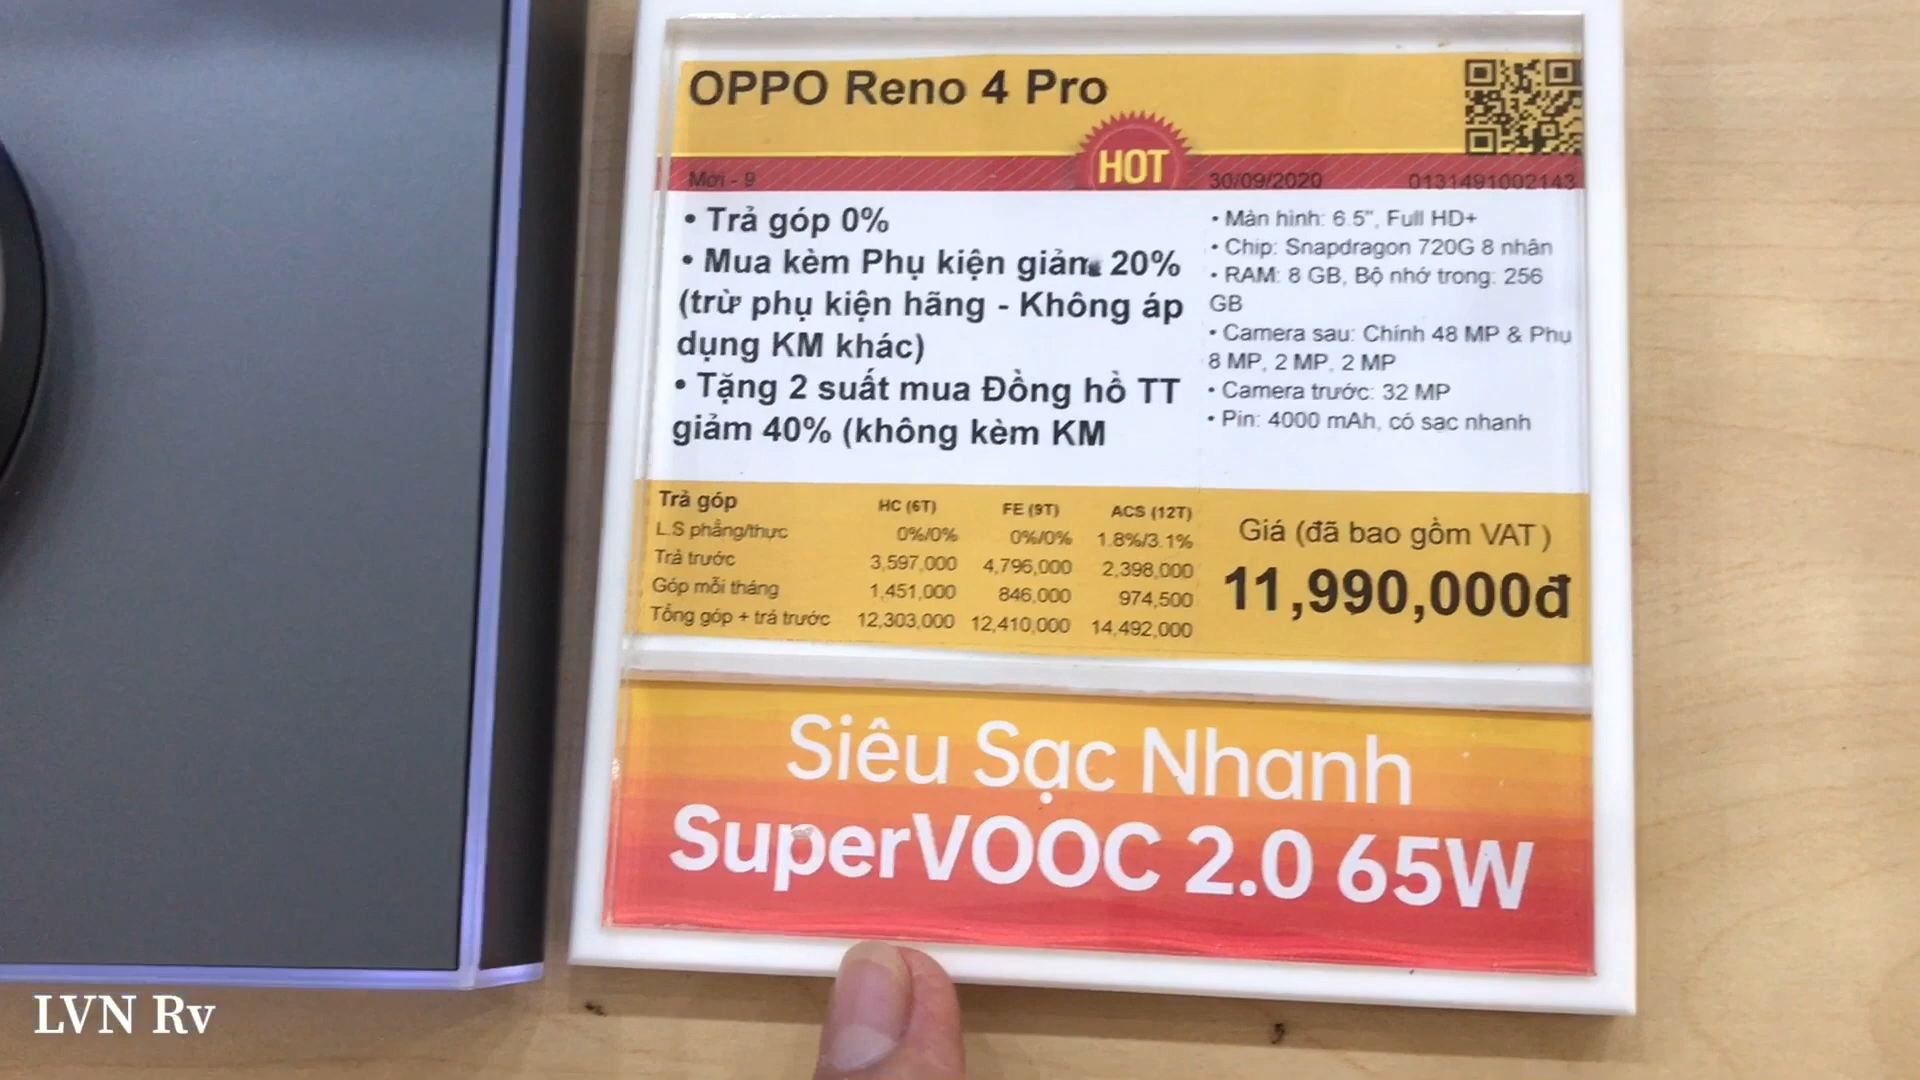 OPPO Reno 4 Pro
HOT
Mới - 9
30/09/2020
0131491002143
• Trả góp 0%
• Mua kèm Phụ kiện giảm 20%
(trừ phụ kiện hãng - Không áp
dụng KM khác)
• Tặng 2 suất mua Đồng hồ TT
giảm 40% (không kèm KM
• Màn hình: 6.5", Full HD+
• Chip: Snapdragon 720G 8 nhân
• RAM: 8 GB, Bộ nhớ trong: 256
GB
• Camera sau: Chính 48 MP & Phụ
8 MP, 2 MP, 2 MP
• Camera trước: 32 MP
• Pin: 4000 mAh, có sạc nhanh
Trả góp HC (6T) FE (9T) ACS (12T)
L.S phẳng/thực 0%/0% 0%/0% 1.8%/3.1%
Trả trước 3,597,000 4,796,000 2,398,000
Góp mỗi tháng 1,451,000 846,000 974,500
Tổng góp + trả trước 12,303,000 12,410,000 14,492,000
Giá (đã bao gồm VAT)
11,990,000đ
Siêu Sạc Nhanh
SuperVOOC 2.0 65W
LVN Rv